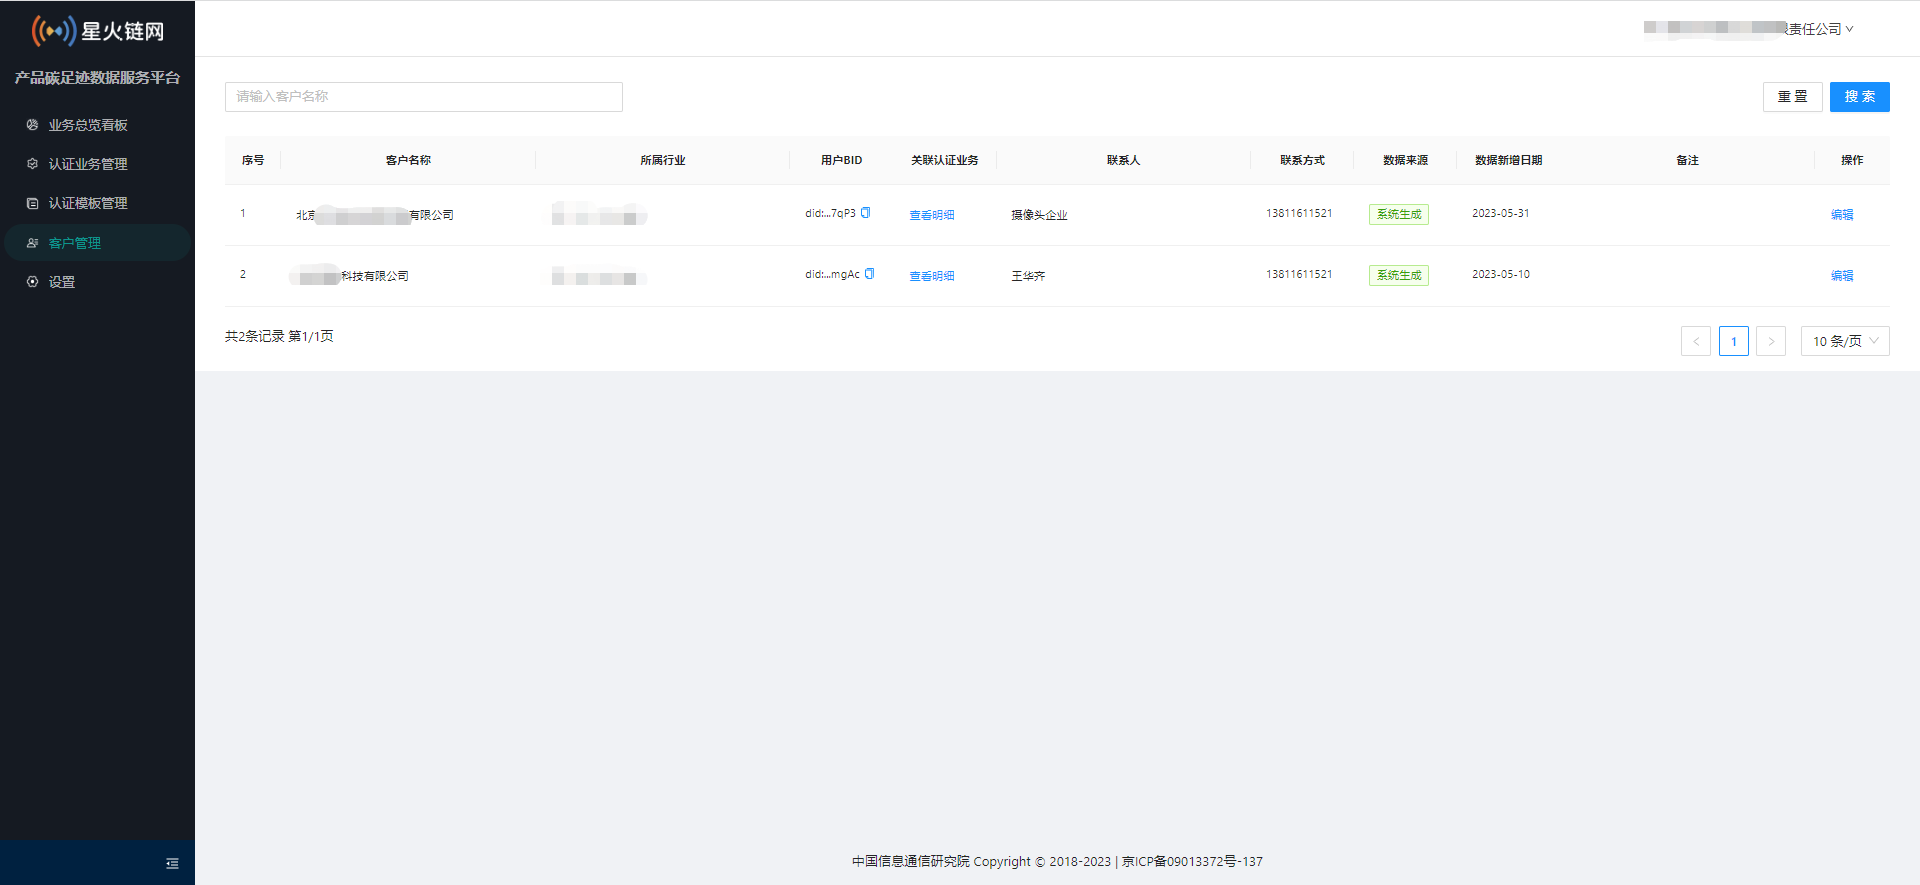 星火链网
限责任公司
产品碳足迹数据服务平台
请输入客户名称
重 置
搜 索
业务总览看板
认证业务管理
认证模板管理
客户管理
设置
序号 客户名称 所属行业 用户BID 关联认证业务 联系人 联系方式 数据来源 数据新增日期 备注 操作
1 北京 有限公司 did:...7qP3 查看明细 摄像头企业 13811611521 系统生成 2023-05-31 编辑
2 科技有限公司 did:...mgAc 查看明细 王华齐 13811611521 系统生成 2023-05-10 编辑
共2条记录 第1/1页
< 1 > 10 条/页
中国信息通信研究院 Copyright © 2018-2023 | 京ICP备09013372号-137